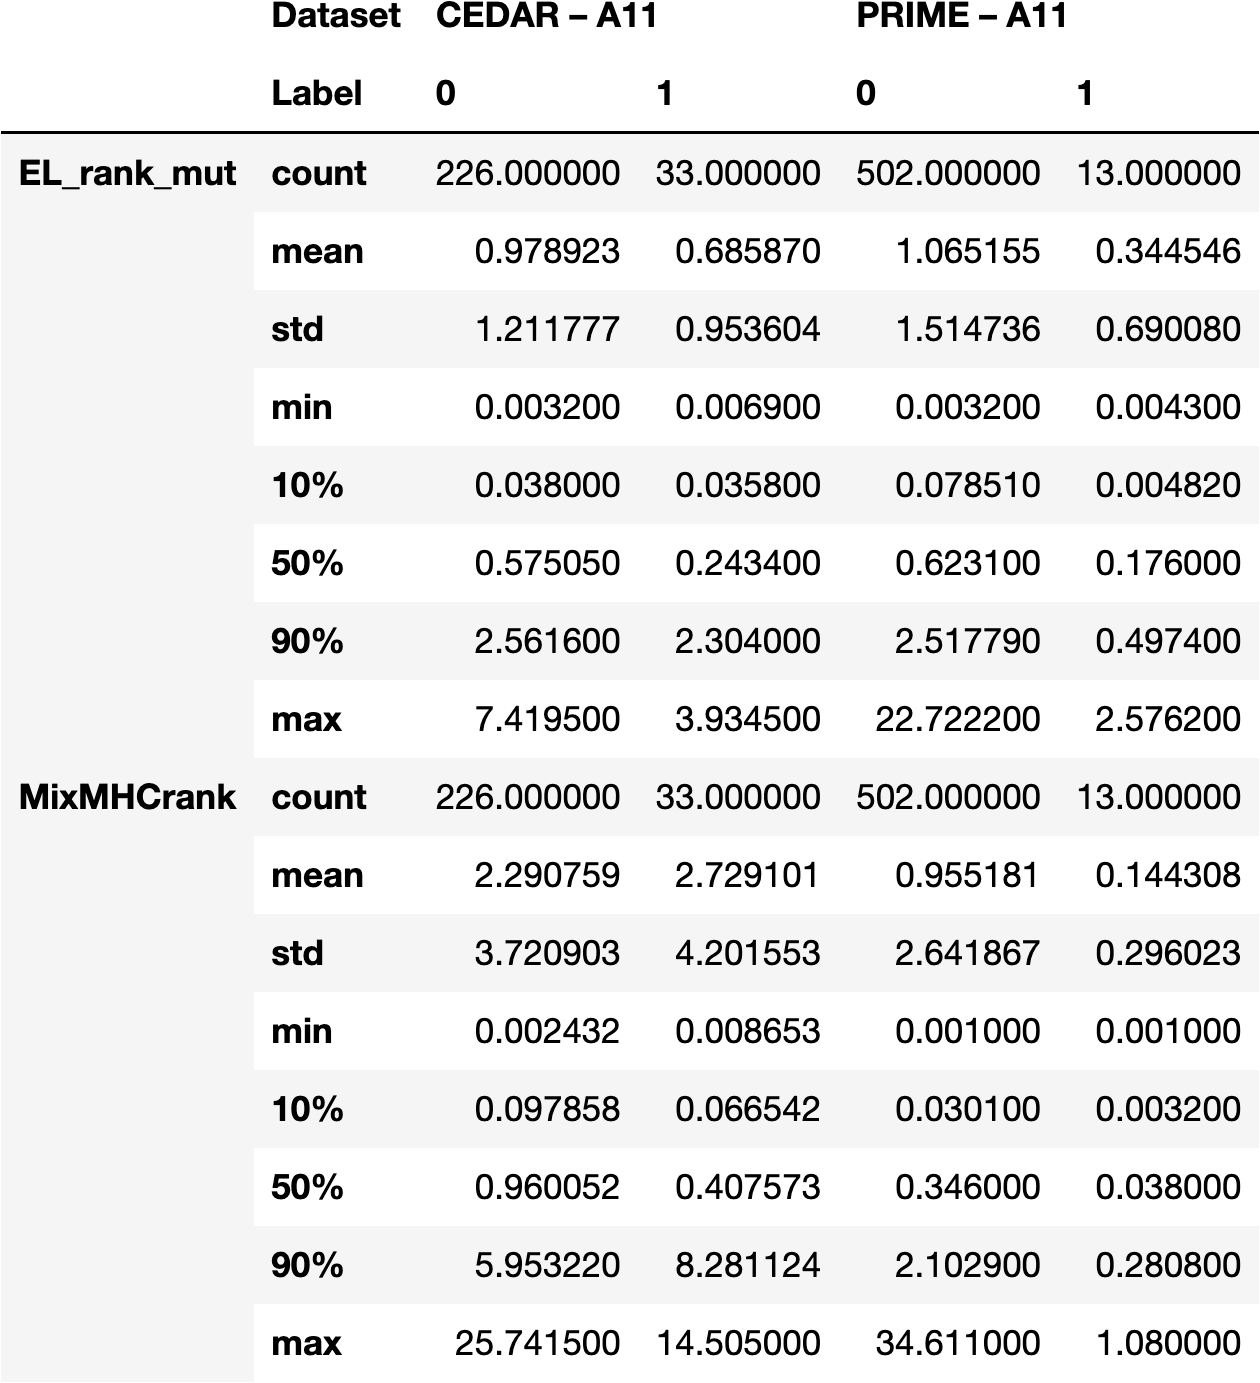 Dataset CEDAR – A11 PRIME – A11
Label 0 1 0 1
EL_rank_mut count 226.000000 33.000000 502.000000 13.000000
mean 0.978923 0.685870 1.065155 0.344546
std 1.211777 0.953604 1.514736 0.690080
min 0.003200 0.006900 0.003200 0.004300
10% 0.038000 0.035800 0.078510 0.004820
50% 0.575050 0.243400 0.623100 0.176000
90% 2.561600 2.304000 2.517790 0.497400
max 7.419500 3.934500 22.722200 2.576200
MixMHCrank count 226.000000 33.000000 502.000000 13.000000
mean 2.290759 2.729101 0.955181 0.144308
std 3.720903 4.201553 2.641867 0.296023
min 0.002432 0.008653 0.001000 0.001000
10% 0.097858 0.066542 0.030100 0.003200
50% 0.960052 0.407573 0.346000 0.038000
90% 5.953220 8.281124 2.102900 0.280800
max 25.741500 14.505000 34.611000 1.080000